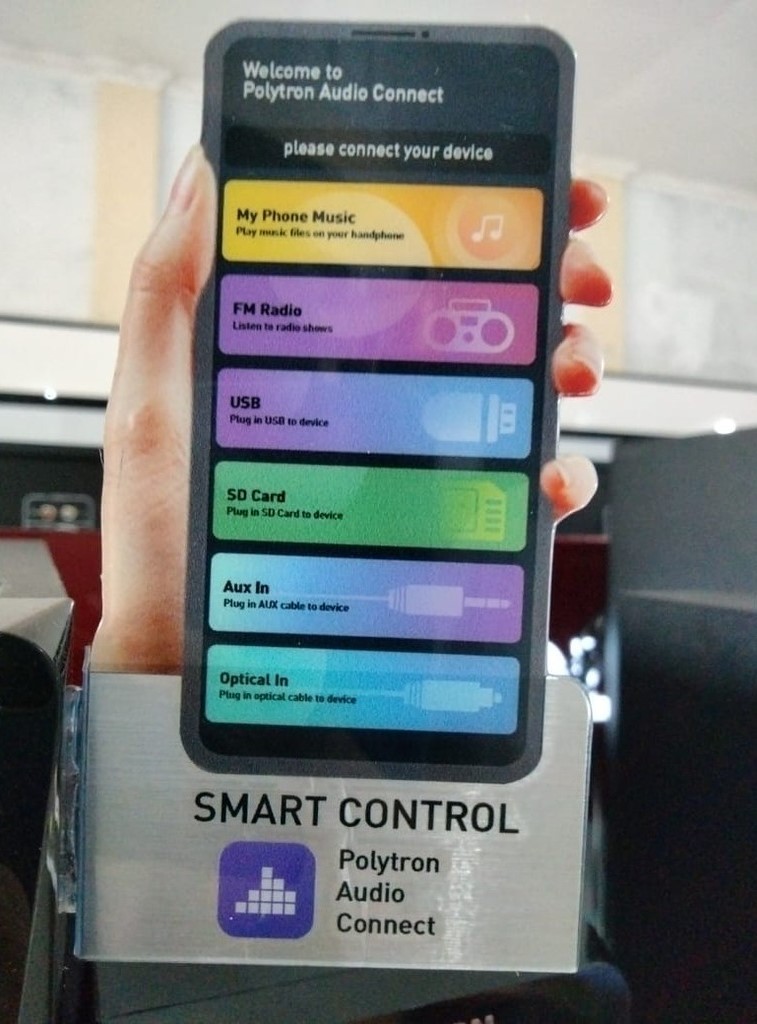 Welcome to
Polytron Audio Connect
please connect your device
My Phone Music
Play music files on your handphone
FM Radio
Listen to radio shows
USB
Plug in USB to device
SD Card
Plug in SD Card to device
Aux In
Plug in AUX cable to device
Optical In
Plug in optical cable to device
SMART CONTROL
Polytron
Audio
Connect